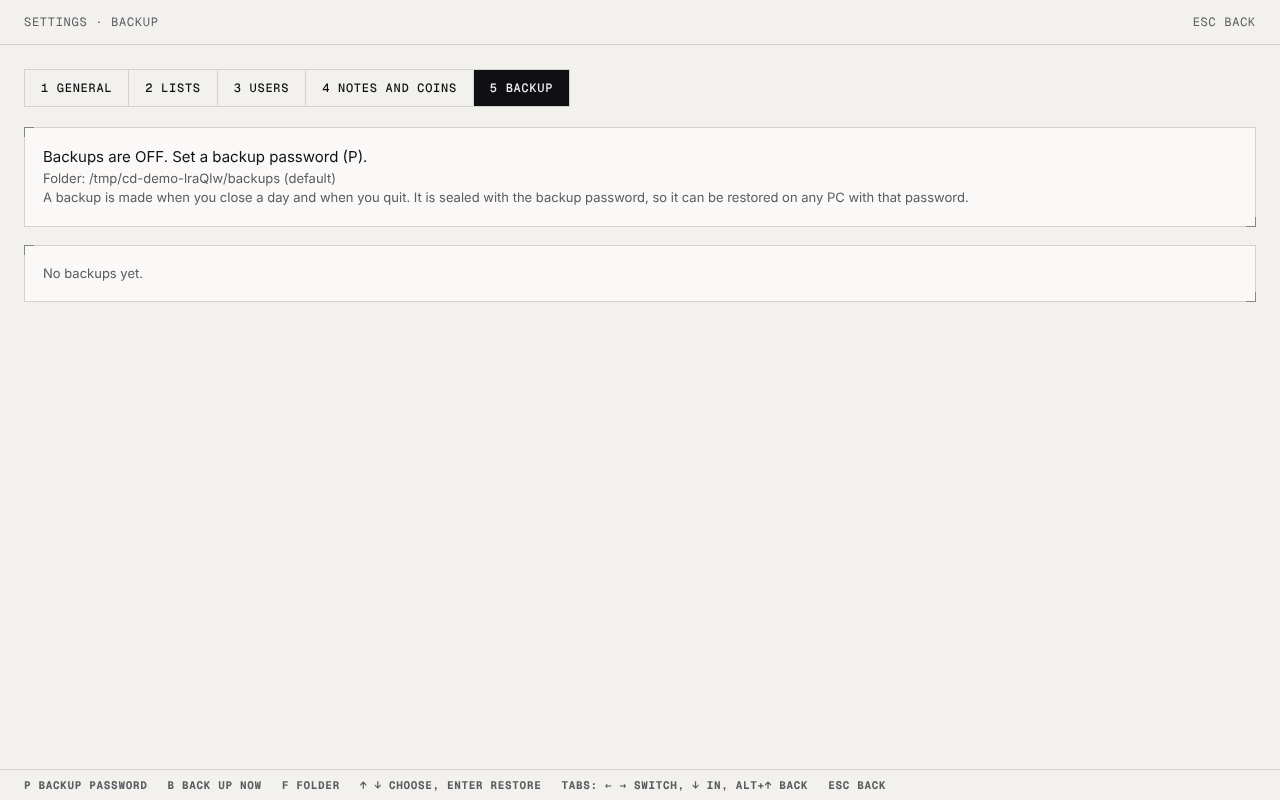 SETTINGS · BACKUP
ESC BACK
1 GENERAL
2 LISTS
3 USERS
4 NOTES AND COINS
5 BACKUP
Backups are OFF. Set a backup password (P).
Folder: /tmp/cd-demo-lraQlw/backups (default)
A backup is made when you close a day and when you quit. It is sealed with the backup password, so it can be restored on any PC with that password.
No backups yet.
P BACKUP PASSWORD B BACK UP NOW F FOLDER ↑ ↓ CHOOSE, ENTER RESTORE TABS: ← → SWITCH, ↓ IN, ALT+↑ BACK ESC BACK